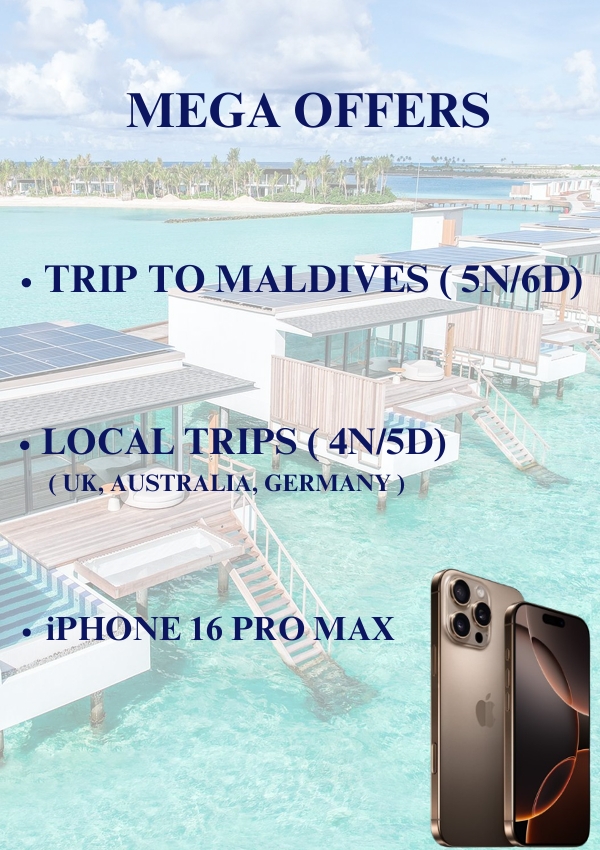 MEGA OFFERS
• TRIP TO MALDIVES ( 5N/6D)
• LOCAL TRIPS ( 4N/5D)
( UK, AUSTRALIA, GERMANY )
• iPHONE 16 PRO MAX